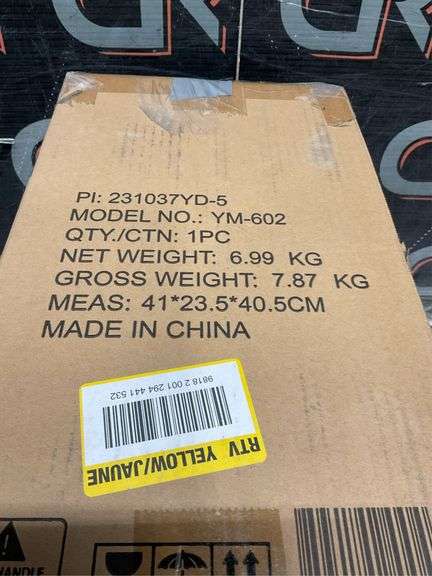 PI: 231037YD-5
MODEL NO.: YM-602
QTY./CTN: 1PC
NET WEIGHT: 6.99 KG
GROSS WEIGHT: 7.87 KG
MEAS: 41*23.5*40.5CM
MADE IN CHINA
9818 2 001 294 441 532
RTV YELLOW/JAUNE
HANDLE